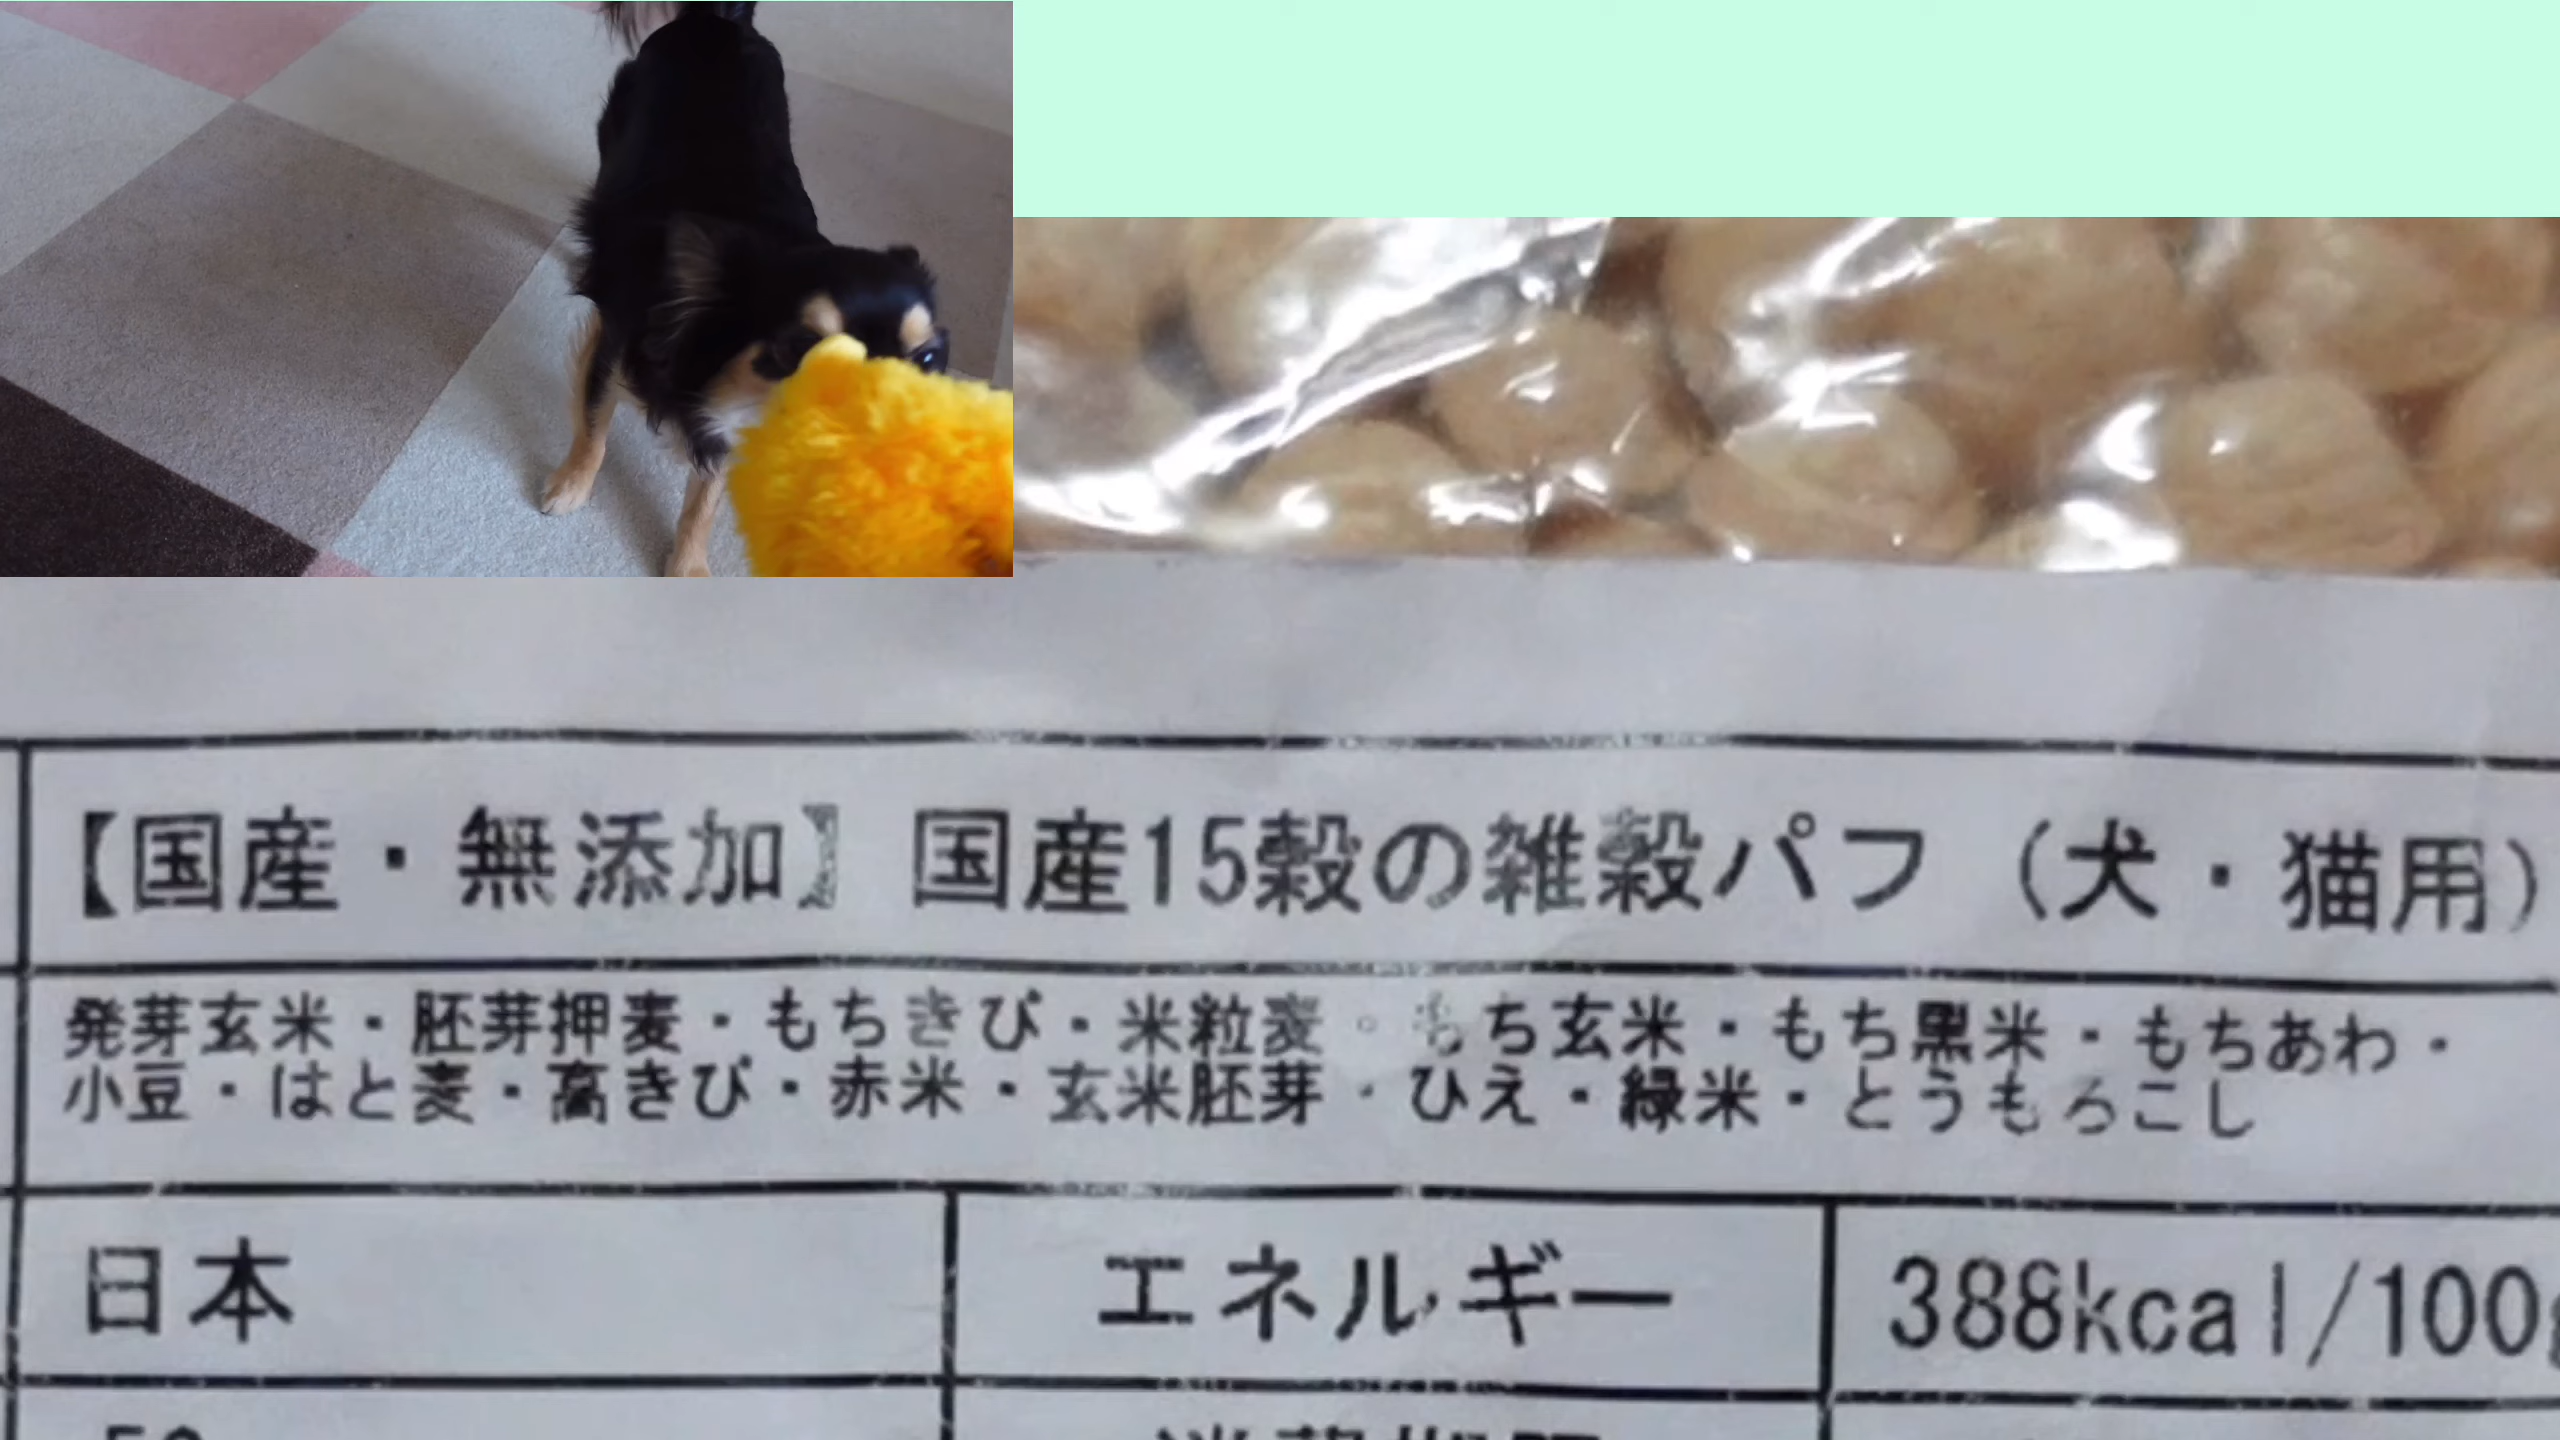 【国産・無添加】国産15穀の雑穀パフ（犬・猫用）
発芽玄米・胚芽押麦・もちきび・米粒麦・もち玄米・もち黒米・もちあわ・
小豆・はと麦・高きび・赤米・玄米胚芽・ひえ・緑米・とうもろこし
日本 エネルギー 388kcal/100g